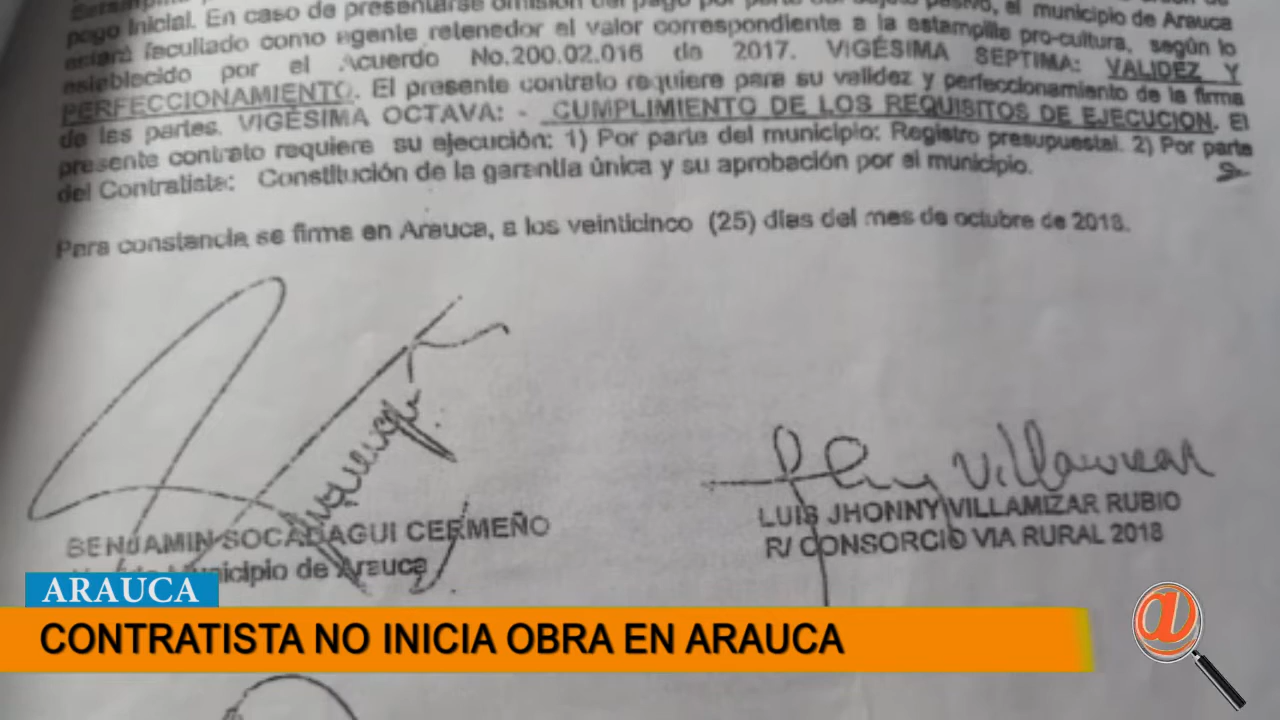 pago inicial. En caso de presentarse omisión del pago por parte del sujeto pasivo, el municipio de Arauca
estará facultado como agente retenedor el valor correspondiente a la estampilla pro-cultura, según lo
establecido por el Acuerdo No.200.02.016 de 2017. VIGÉSIMA SEPTIMA: VALIDEZ Y
PERFECCIONAMIENTO. El presente contrato requiere para su validez y perfeccionamiento de la firma
de las partes. VIGÉSIMA OCTAVA: - CUMPLIMIENTO DE LOS REQUISITOS DE EJECUCION. El
presente contrato requiere su ejecución: 1) Por parte del municipio: Registro presupuestal. 2) Por parte
del Contratista: Constitución de la garantía única y su aprobación por el municipio.
Para constancia se firma en Arauca, a los veinticinco (25) días del mes de octubre de 2018.
Jhonny Villamizar
BENJAMIN SOCADAGUI CERMEÑO
LUIS JHONNY VILLAMIZAR RUBIO
Municipio de Arauca
R/ CONSORCIO VIA RURAL 2018
ARAUCA
CONTRATISTA NO INICIA OBRA EN ARAUCA
@